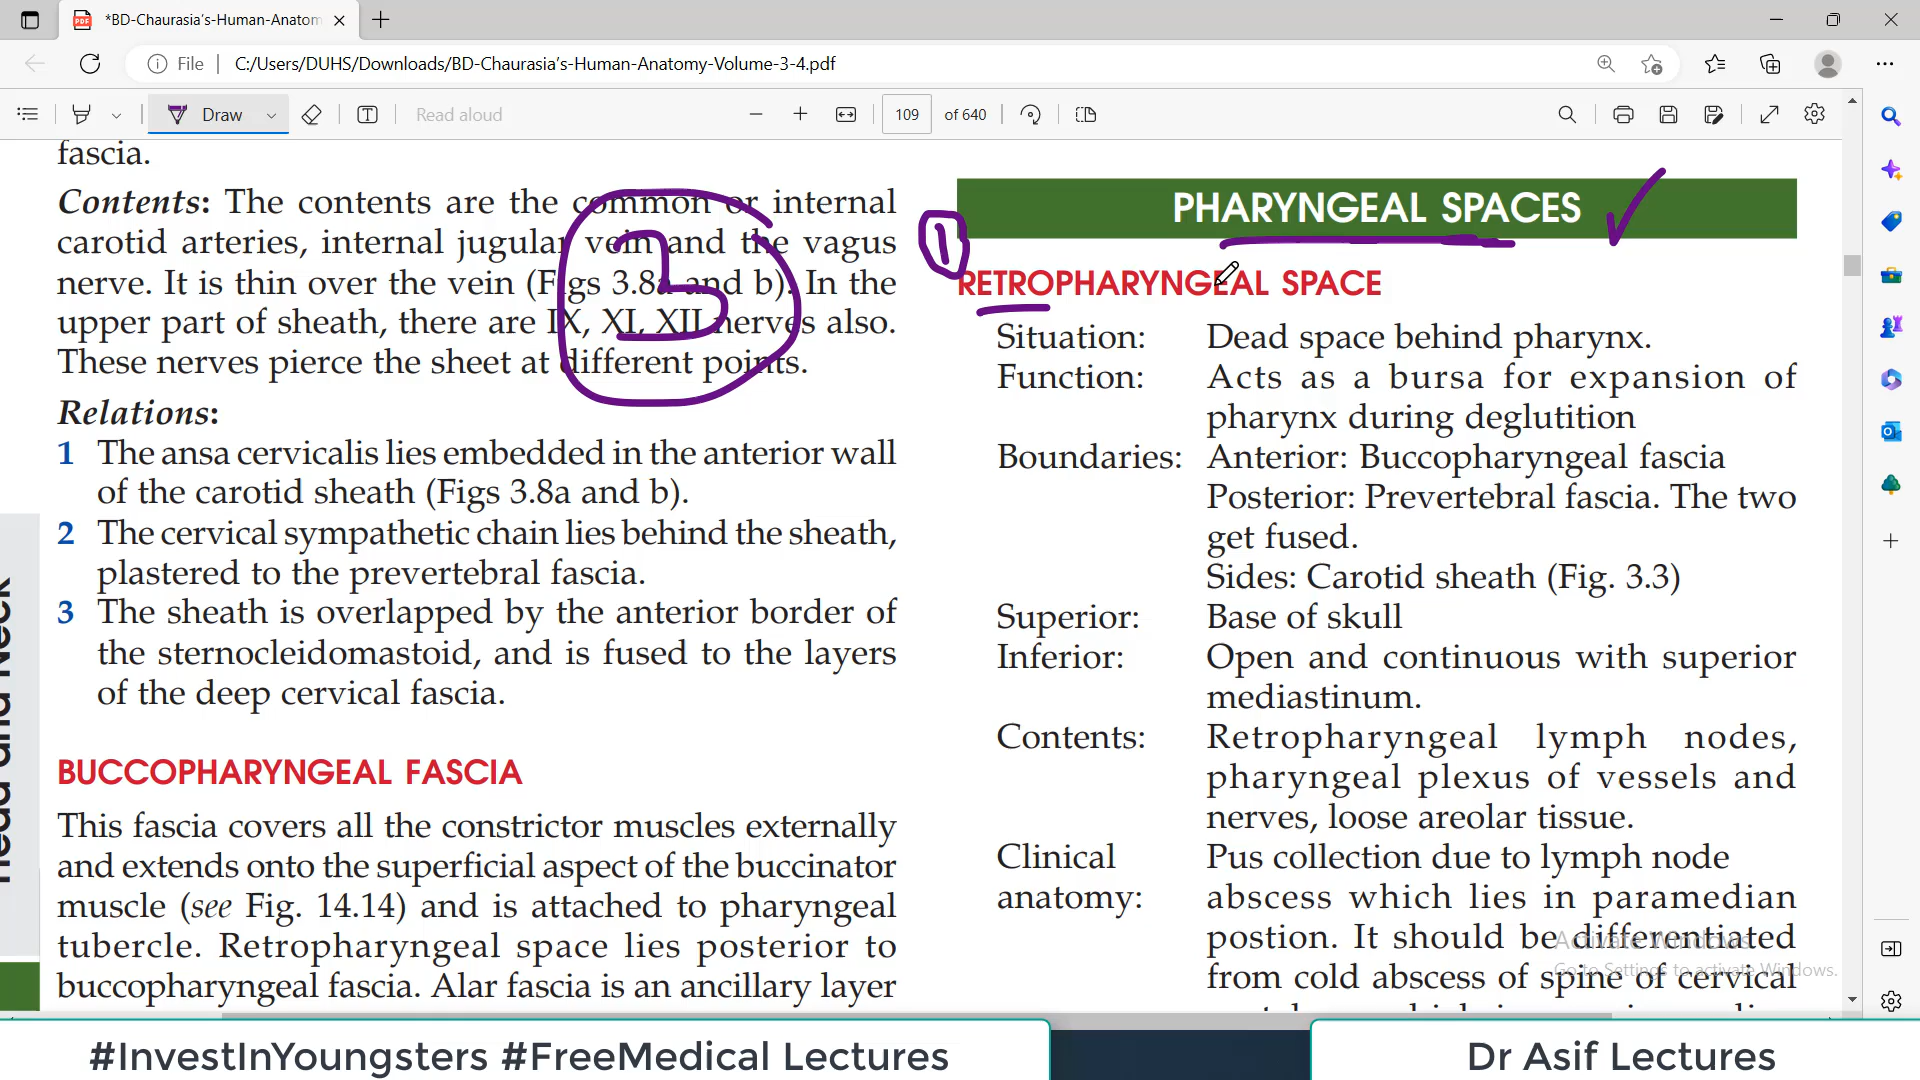 *BD-Chaurasia's-Human-Anatom
File
C:/Users/DUHS/Downloads/BD-Chaurasia's-Human-Anatomy-Volume-3-4.pdf
Draw
Read aloud
109
of 640
fascia.
Contents: The contents are the common or internal
carotid arteries, internal jugular vein and the vagus
nerve. It is thin over the vein (Figs 3.8a and b). In the
upper part of sheath, there are IX, XI, XII nerves also.
These nerves pierce the sheet at different points.
Relations:
1 The ansa cervicalis lies embedded in the anterior wall
of the carotid sheath (Figs 3.8a and b).
2 The cervical sympathetic chain lies behind the sheath,
plastered to the prevertebral fascia.
3 The sheath is overlapped by the anterior border of
the sternocleidomastoid, and is fused to the layers
of the deep cervical fascia.
BUCCOPHARYNGEAL FASCIA
This fascia covers all the constrictor muscles externally
and extends onto the superficial aspect of the buccinator
muscle (see Fig. 14.14) and is attached to pharyngeal
tubercle. Retropharyngeal space lies posterior to
buccopharyngeal fascia. Alar fascia is an ancillary layer
PHARYNGEAL SPACES
1
RETROPHARYNGEAL SPACE
Situation: Dead space behind pharynx.
Function: Acts as a bursa for expansion of
pharynx during deglutition
Boundaries: Anterior: Buccopharyngeal fascia
Posterior: Prevertebral fascia. The two
get fused.
Sides: Carotid sheath (Fig. 3.3)
Superior: Base of skull
Inferior: Open and continuous with superior
mediastinum.
Contents: Retropharyngeal lymph nodes,
pharyngeal plexus of vessels and
nerves, loose areolar tissue.
Clinical Pus collection due to lymph node
anatomy: abscess which lies in paramedian
postion. It should be differentiated
from cold abscess of spine of cervical
Activate Windows
Go to Settings to activate Windows.
#InvestInYoungsters #FreeMedical Lectures
Dr Asif Lectures